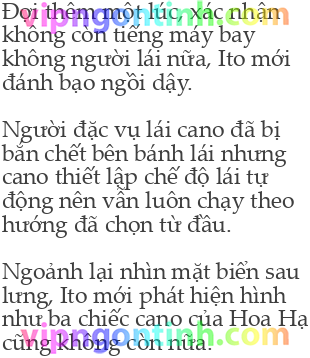 Đợi thêm một lúc, xác nhận
không còn tiếng máy bay
không người lái nữa, Ito mới
đánh bạo ngồi dậy.
Người đặc vụ lái cano đã bị
bắn chết bên bánh lái nhưng
cano thiết lập chế độ lái tự
động nên vẫn luôn chạy theo
hướng đã chọn từ đầu.
Ngoảnh lại nhìn mặt biển sau
lưng, Ito mới phát hiện hình
như ba chiếc cano của Hoa Hạ
cũng không còn nữa.
vipngontinh.com
vipngontinh.com